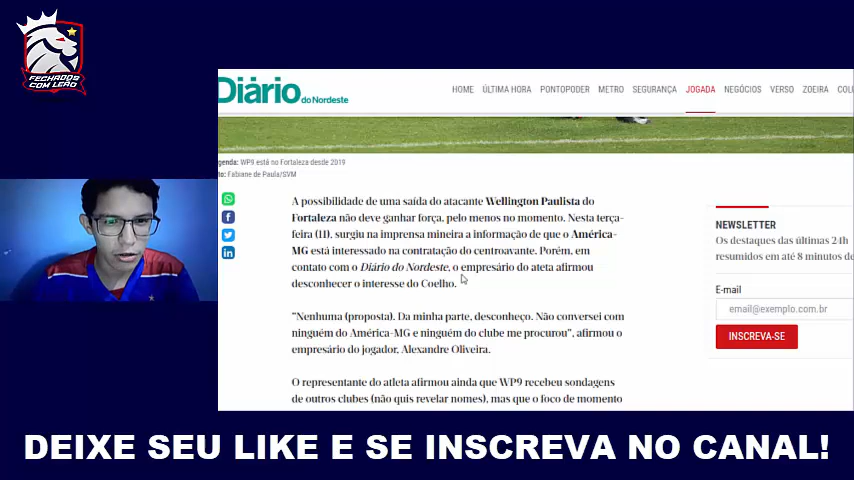 FECHADOS
COM LEÃO
Diário do Nordeste
HOME ÚLTIMA HORA PONTOPODER METRO SEGURANÇA JOGADA NEGÓCIOS VERSO ZOEIRA COL
genda: WP9 está no Fortaleza desde 2019
to: Fabiane de Paula/SVM
A possibilidade de uma saída do atacante Wellington Paulista do
Fortaleza não deve ganhar força, pelo menos no momento. Nesta terça-
feira (11), surgiu na imprensa mineira a informação de que o América-
MG está interessado na contratação do centroavante. Porém, em
contato com o Diário do Nordeste, o empresário do ateta afirmou
desconhecer o interesse do Coelho.
"Nenhuma (proposta). Da minha parte, desconheço. Não conversei com
ninguém do América-MG e ninguém do clube me procurou", afirmou o
empresário do jogador, Alexandre Oliveira.
O representante do atleta afirmou ainda que WP9 recebeu sondagens
de outros clubes (não quis revelar nomes), mas que o foco de momento
NEWSLETTER
Os destaques das últimas 24h
resumidos em até 8 minutos de
E-mail
email@exemplo.com.br
INSCREVA-SE
DEIXE SEU LIKE E SE INSCREVA NO CANAL!